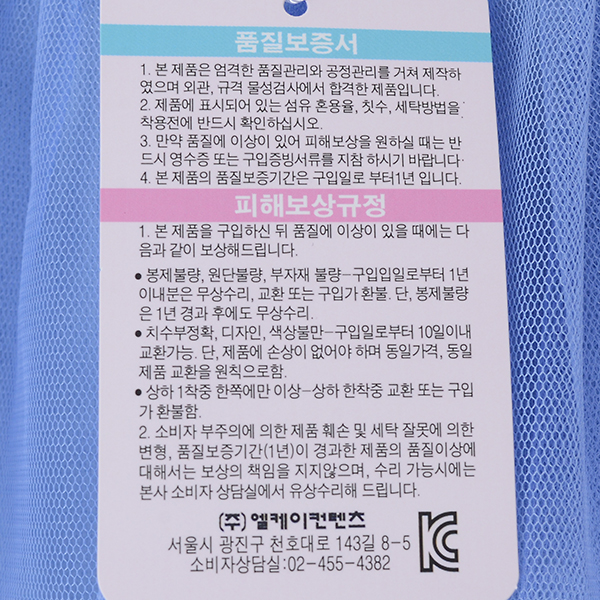 품질보증서
1. 본 제품은 엄격한 품질관리와 공정관리를 거쳐 제작하
였으며 외관, 규격 물성검사에서 합격한 제품입니다.
2. 제품에 표시되어 있는 섬유 혼용율, 칫수, 세탁방법을
착용전에 반드시 확인하십시오.
3. 만약 품질에 이상이 있어 피해보상을 원하실 때는 반
드시 영수증 또는 구입증빙서류를 지참 하시기 바랍니다.
4. 본 제품의 품질보증기간은 구입일로 부터1년 입니다.
피해보상규정
1. 본 제품을 구입하신 뒤 품질에 이상이 있을 때에는 다
음과 같이 보상해드립니다.
● 봉제불량, 원단불량, 부자재 불량-구입입일로부터 1년
이내분은 무상수리, 교환 또는 구입가 환불. 단, 봉제불량
은 1년 경과 후에도 무상수리.
● 치수부정확, 디자인, 색상불만-구입일로부터 10일이내
교환가능. 단, 제품에 손상이 없어야 하며 동일가격, 동일
제품 교환을 원칙으로함.
● 상하 1착중 한쪽에만 이상-상하 한착중 교환 또는 구입
가 환불함.
2. 소비자 부주의에 의한 제품 훼손 및 세탁 잘못에 의한
변형, 품질보증기간(1년)이 경과한 제품의 품질이상에
대해서는 보상의 책임을 지지않으며, 수리 가능시에는
본사 소비자 상담실에서 유상수리해 드립니다.
(주) 엘케이컨텐츠
서울시 광진구 천호대로 143길 8-5
소비자상담실:02-455-4382
KC